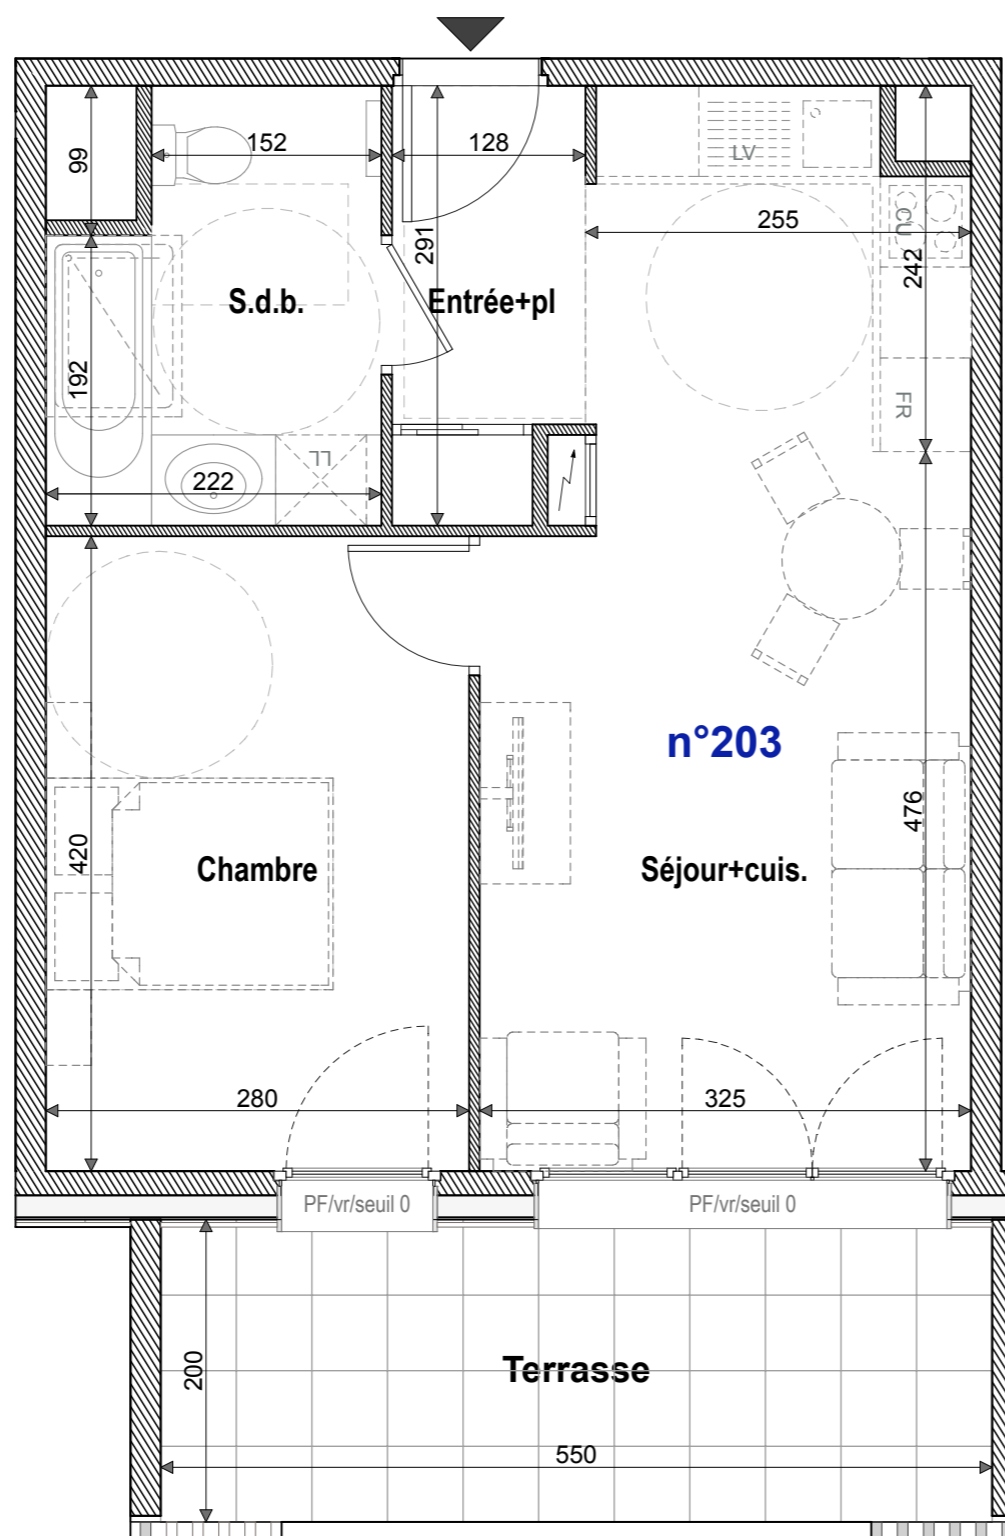 152
128
99
LV
255
CU
242
291
S.d.b.
Entrée+pl
192
FR
LL
222
n°203
476
420
Chambre
Séjour+cuis.
280
325
PF/vr/seuil 0
PF/vr/seuil 0
200
Terrasse
550